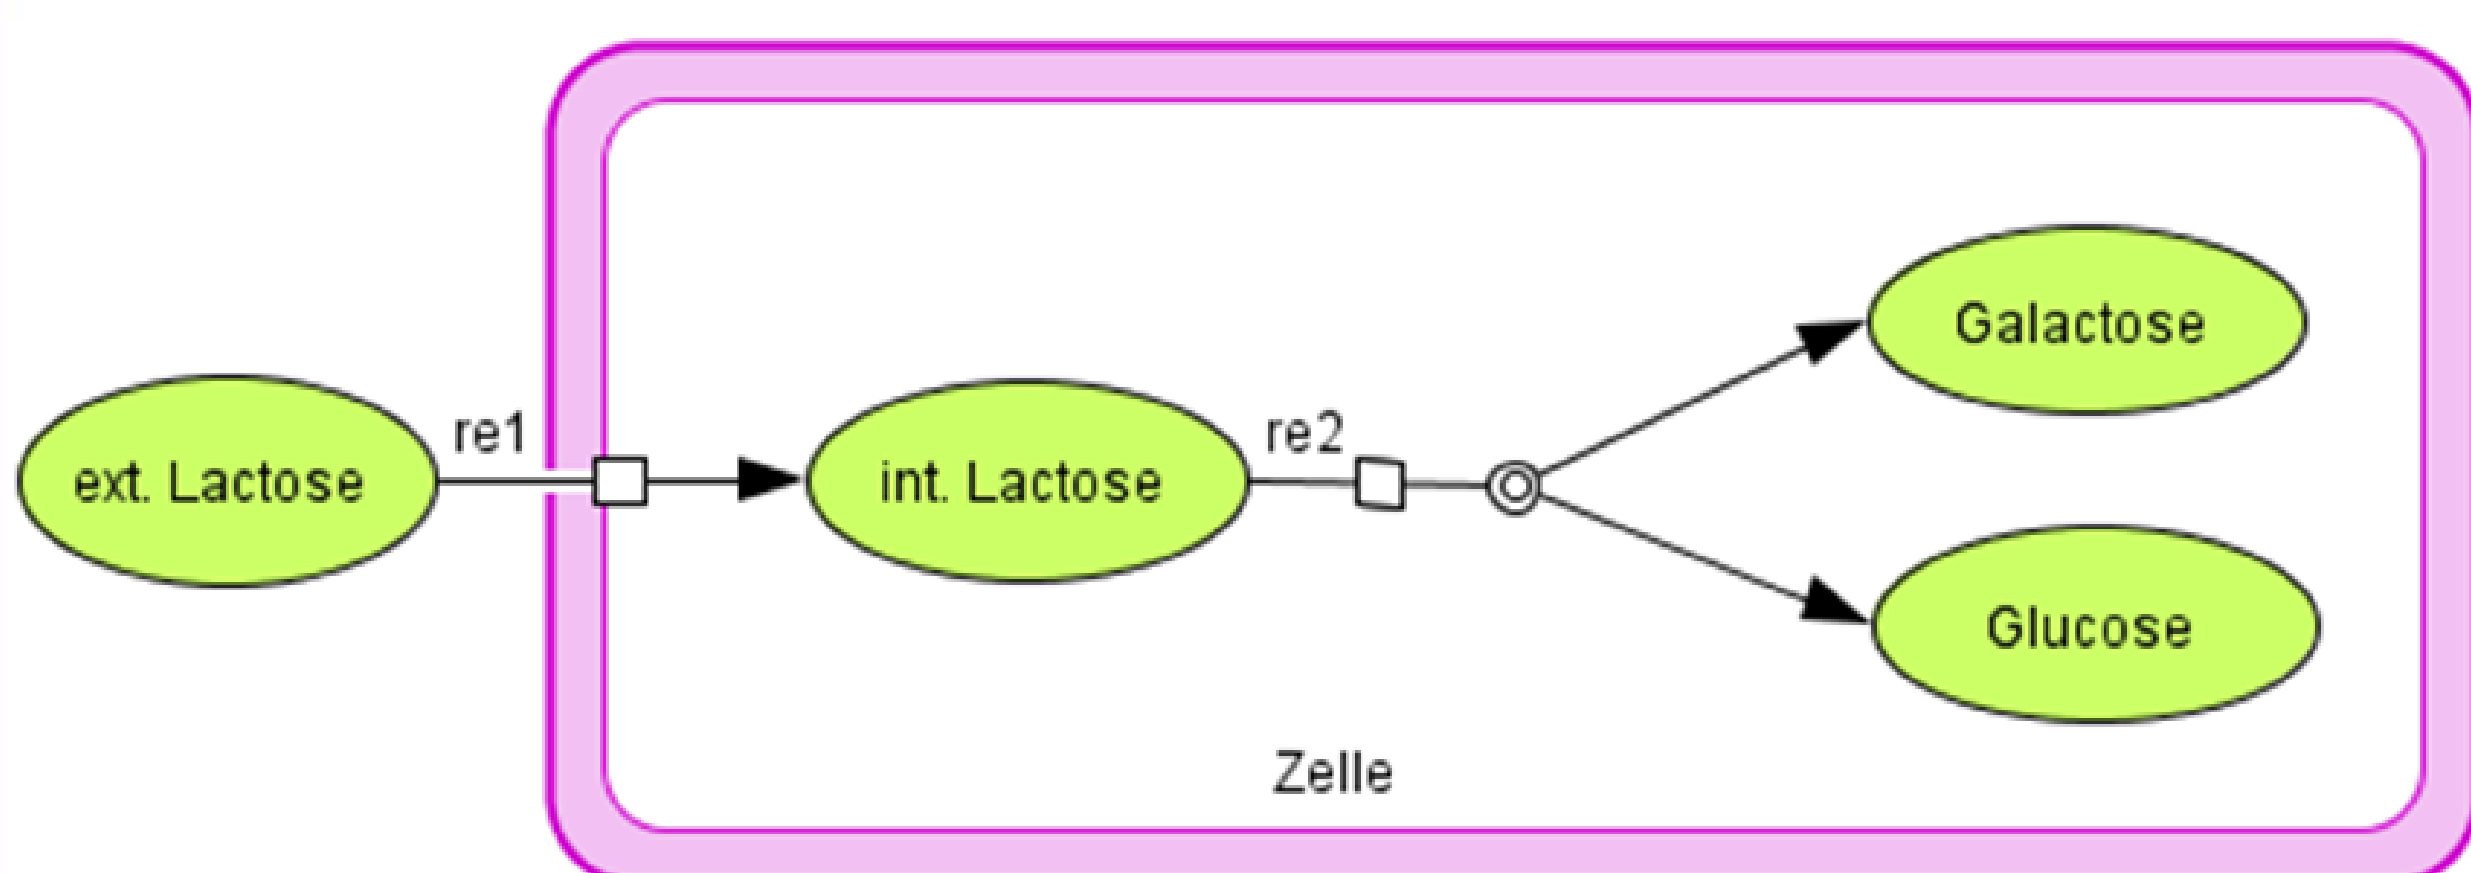 ext. Lactose
re1
int. Lactose
re2
Galactose
Glucose
Zelle